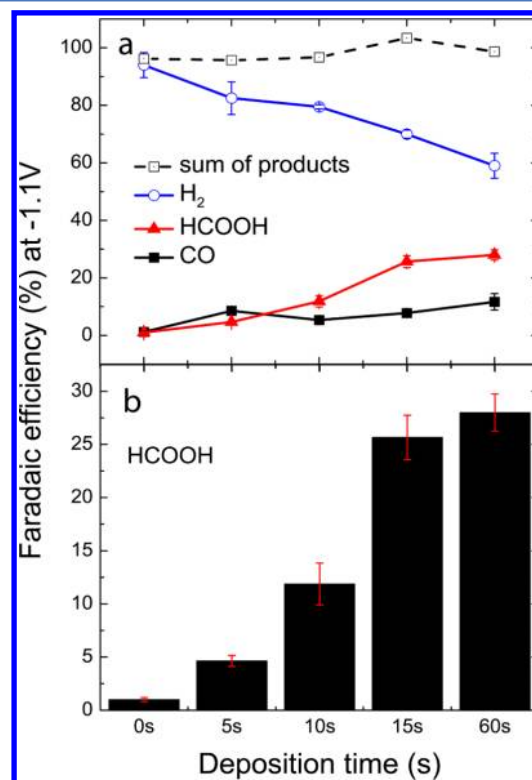 a
100
80
60
40
20
0
sum of products
H₂
HCOOH
CO
Faradaic efficiency (%) at -1.1V
b
HCOOH
30
25
20
15
10
5
0
0s 5s 10s 15s 60s
Deposition time (s)